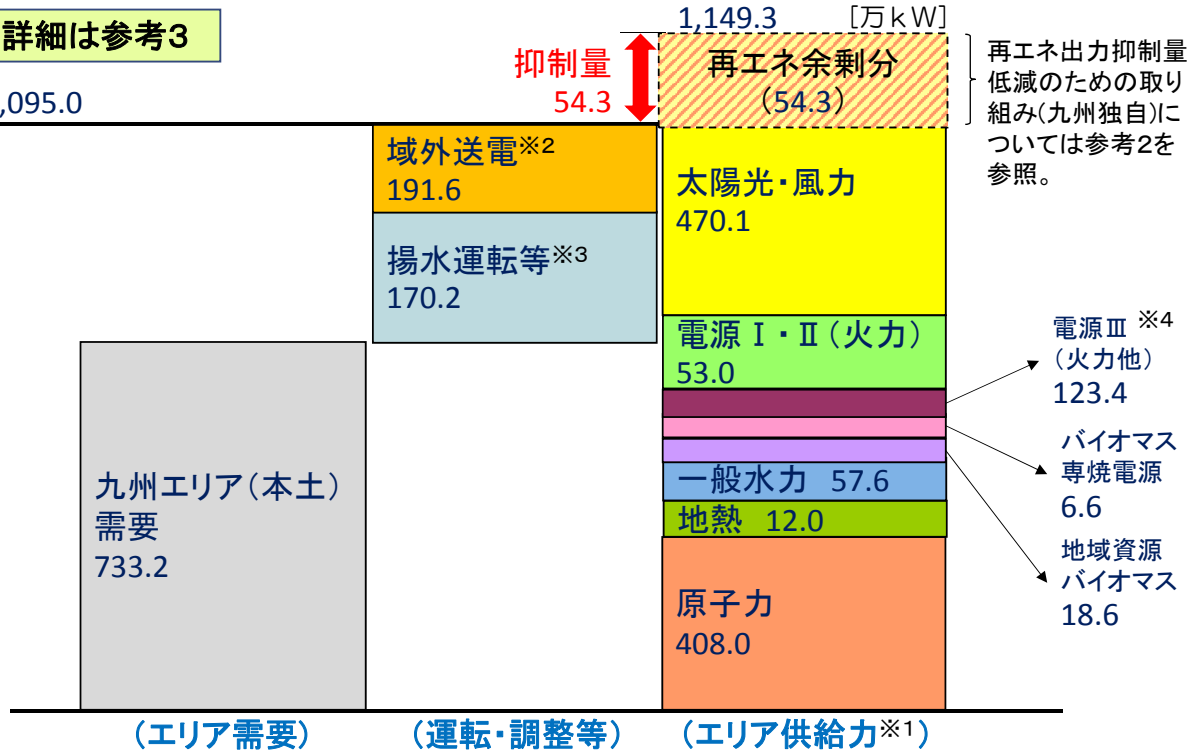 詳細は参考3
1,149.3 [万kW]
,095.0
抑制量
54.3
再エネ余剰分
(54.3)
再エネ出力抑制量
低減のための取り
組み(九州独自)に
ついては参考2を
参照。
域外送電※2
191.6
揚水運転等※3
170.2
太陽光・風力
470.1
電源Ⅰ・Ⅱ(火力)
53.0
電源Ⅲ ※4
(火力他)
123.4
バイオマス
専焼電源
6.6
地域資源
バイオマス
18.6
一般水力 57.6
地熱 12.0
原子力
408.0
九州エリア(本土)
需要
733.2
(エリア需要)
(運転・調整等)
(エリア供給力※1)